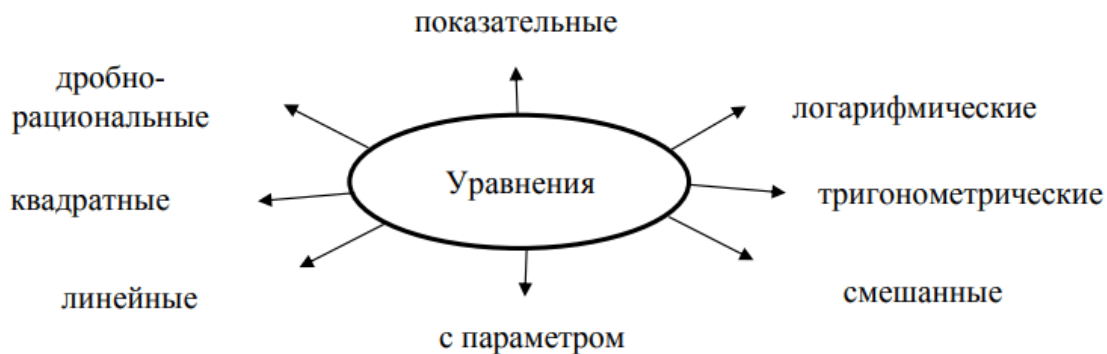 показательные
дробно-
рациональные
логарифмические
Уравнения
квадратные
тригонометрические
линейные
смешанные
с параметром